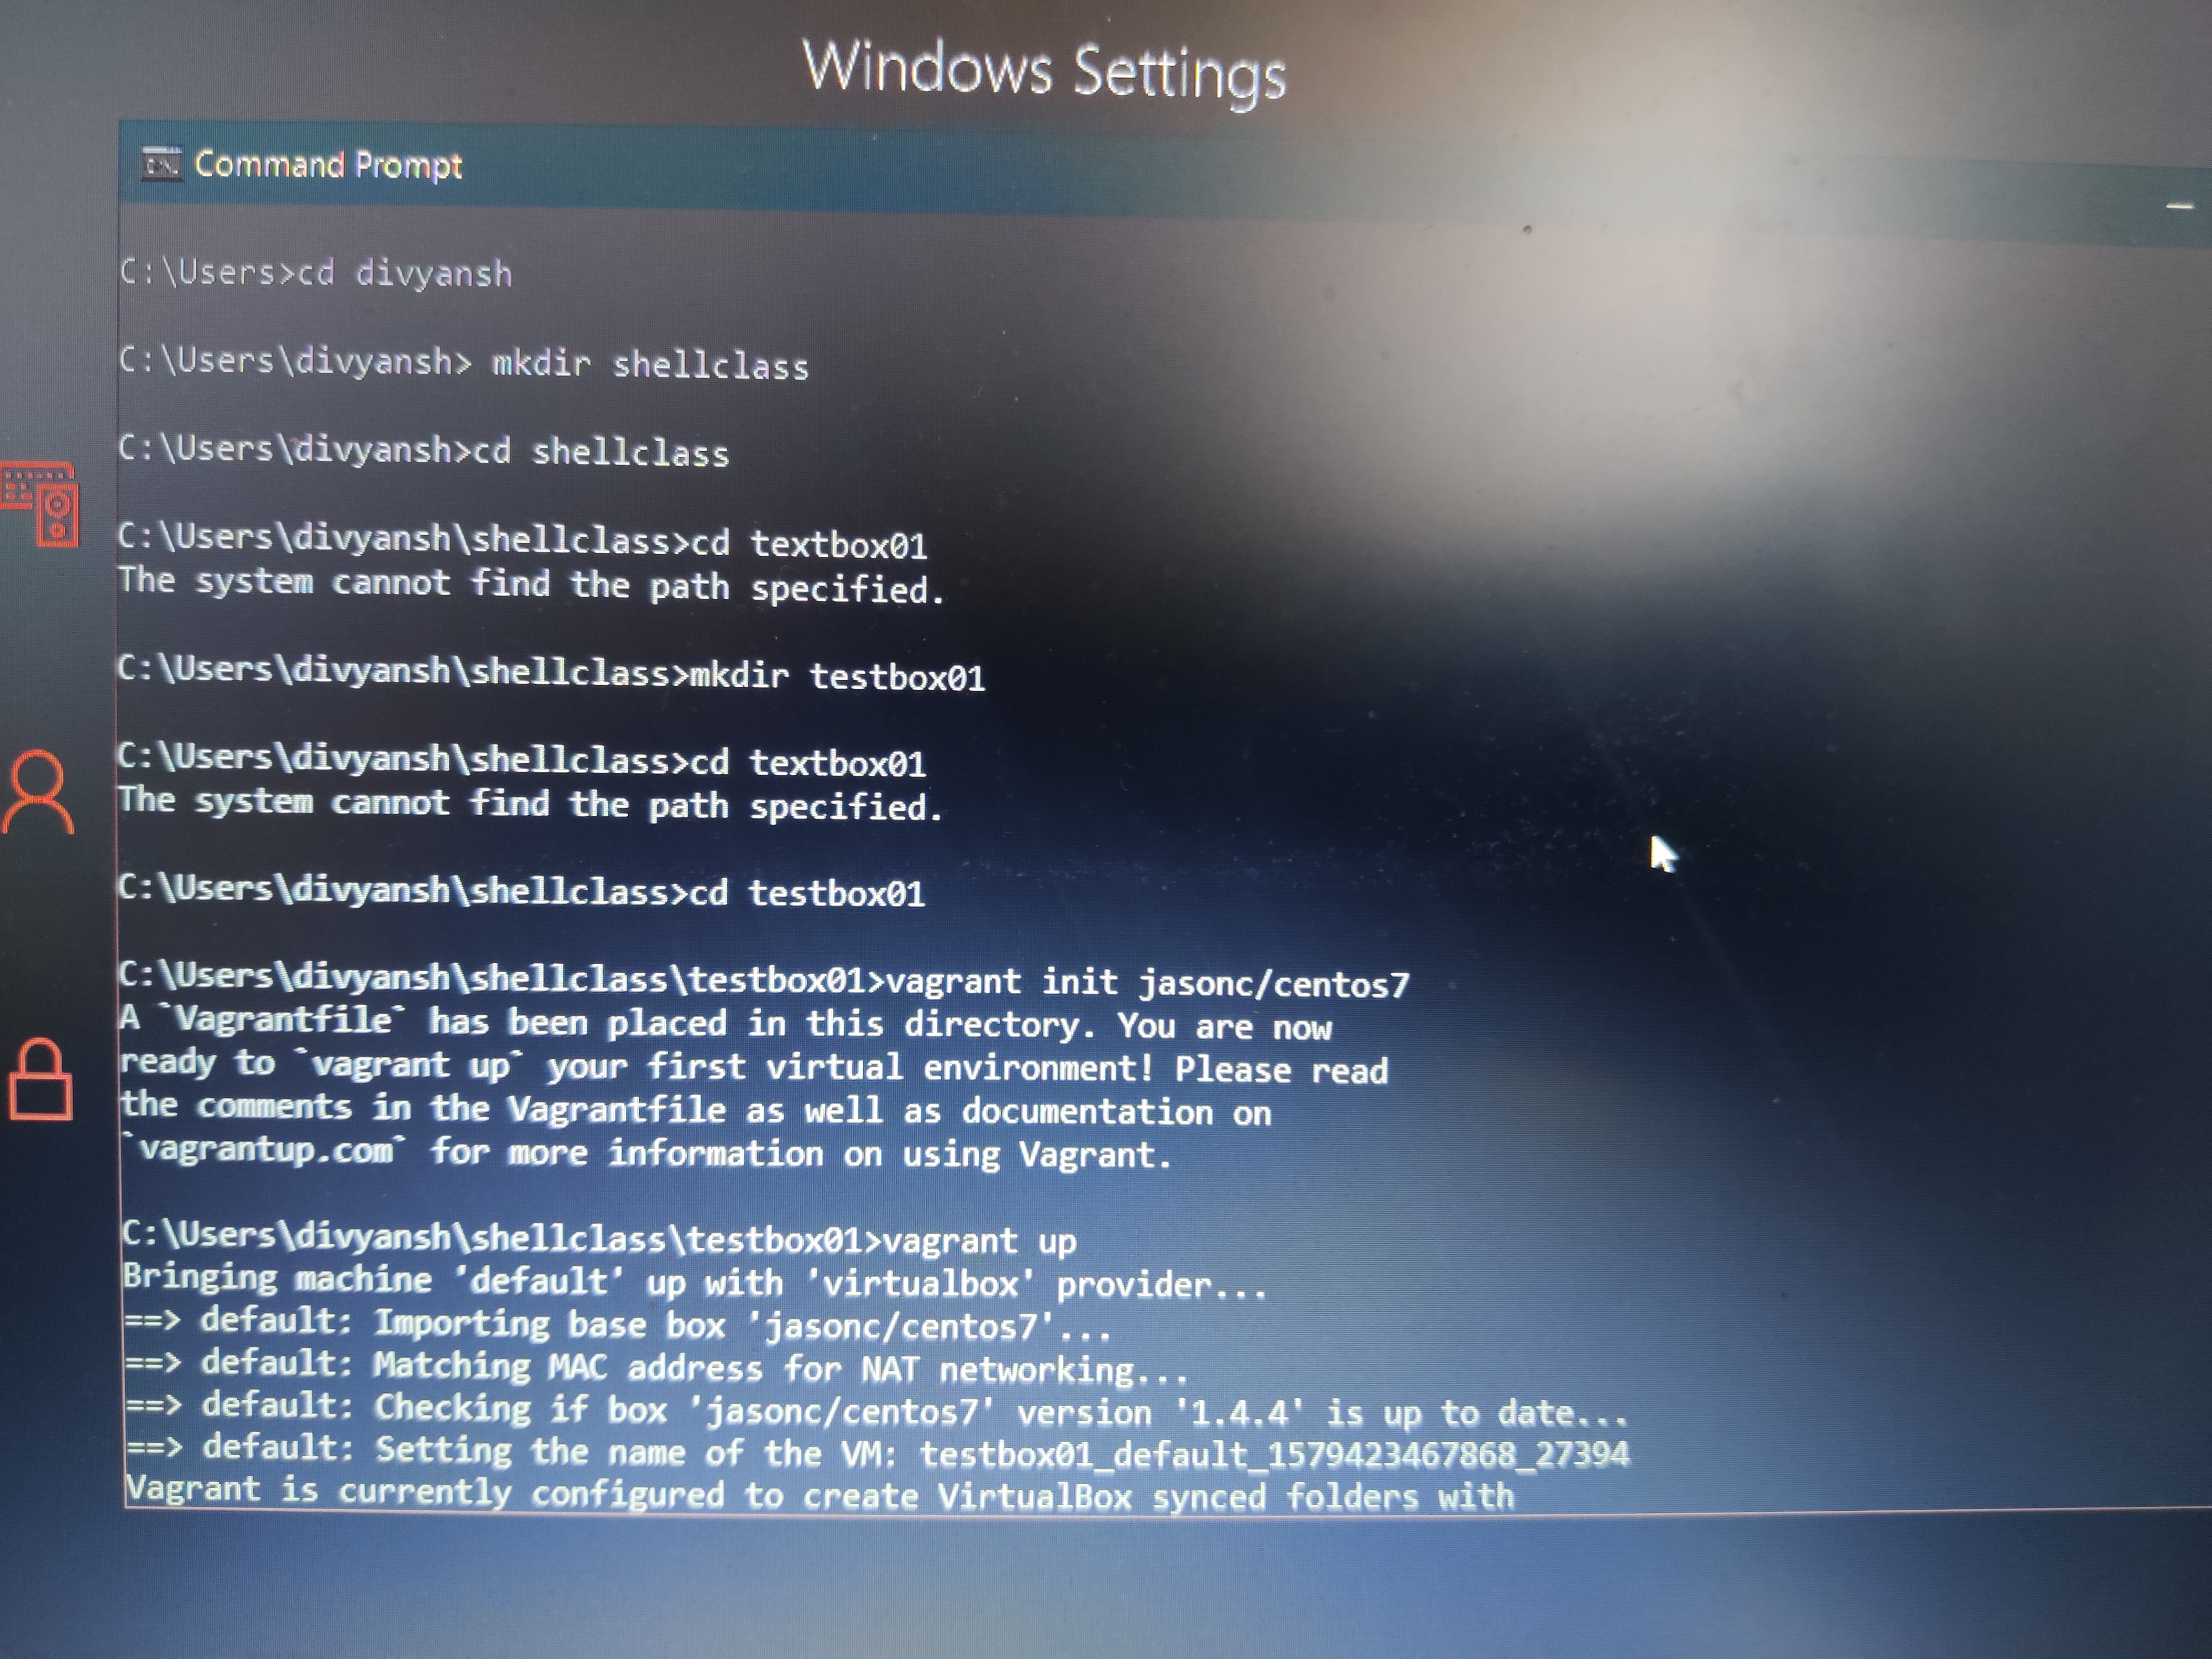 Windows Settings
Command Prompt
C:\Users>cd divyansh
C:\Users\divyansh> mkdir shellclass
C:\Users\divyansh>cd shellclass
C:\Users\divyansh\shellclass>cd textbox01
The system cannot find the path specified.
C:\Users\divyansh\shellclass>mkdir testbox01
C:\Users\divyansh\shellclass>cd textbox01
The system cannot find the path specified.
C:\Users\divyansh\shellclass>cd testbox01
C:\Users\divyansh\shellclass\testbox01>vagrant init jasonc/centos7
A `Vagrantfile` has been placed in this directory. You are now
ready to `vagrant up` your first virtual environment! Please read
the comments in the Vagrantfile as well as documentation on
`vagrantup.com` for more information on using Vagrant.
C:\Users\divyansh\shellclass\testbox01>vagrant up
Bringing machine 'default' up with 'virtualbox' provider...
==> default: Importing base box 'jasonc/centos7'...
==> default: Matching MAC address for NAT networking...
==> default: Checking if box 'jasonc/centos7' version '1.4.4' is up to date...
==> default: Setting the name of the VM: testbox01_default_1579423467868_27394
Vagrant is currently configured to create VirtualBox synced folders with